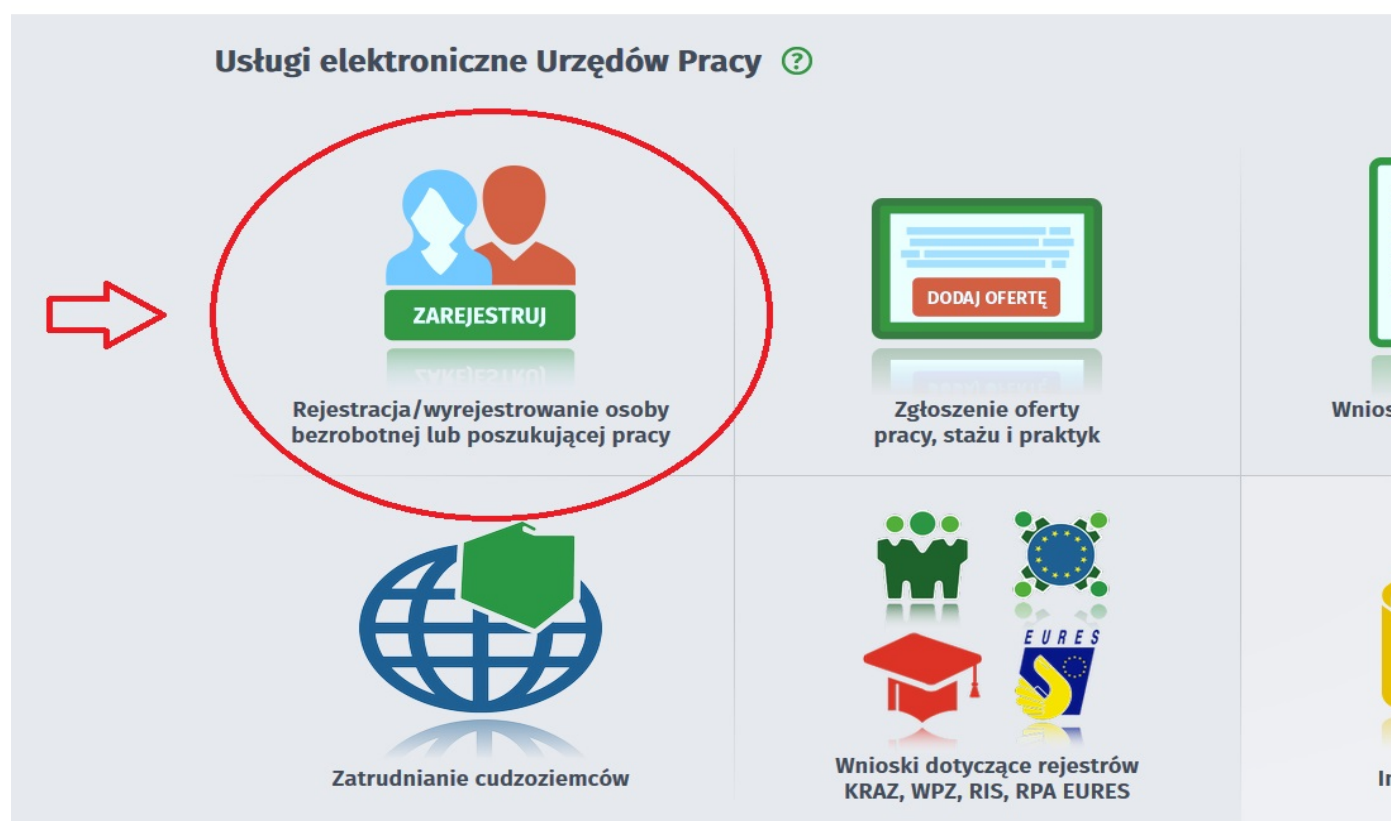 Usługi elektroniczne Urzędów Pracy ?
ZAREJESTRUJ
Rejestracja/wyrejestrowanie osoby
bezrobotnej lub poszukującej pracy
DODAJ OFERTĘ
Zgłoszenie oferty
pracy, stażu i praktyk
Zatrudnianie cudzoziemców
EURES
Wnioski dotyczące rejestrów
KRAZ, WPZ, RIS, RPA EURES